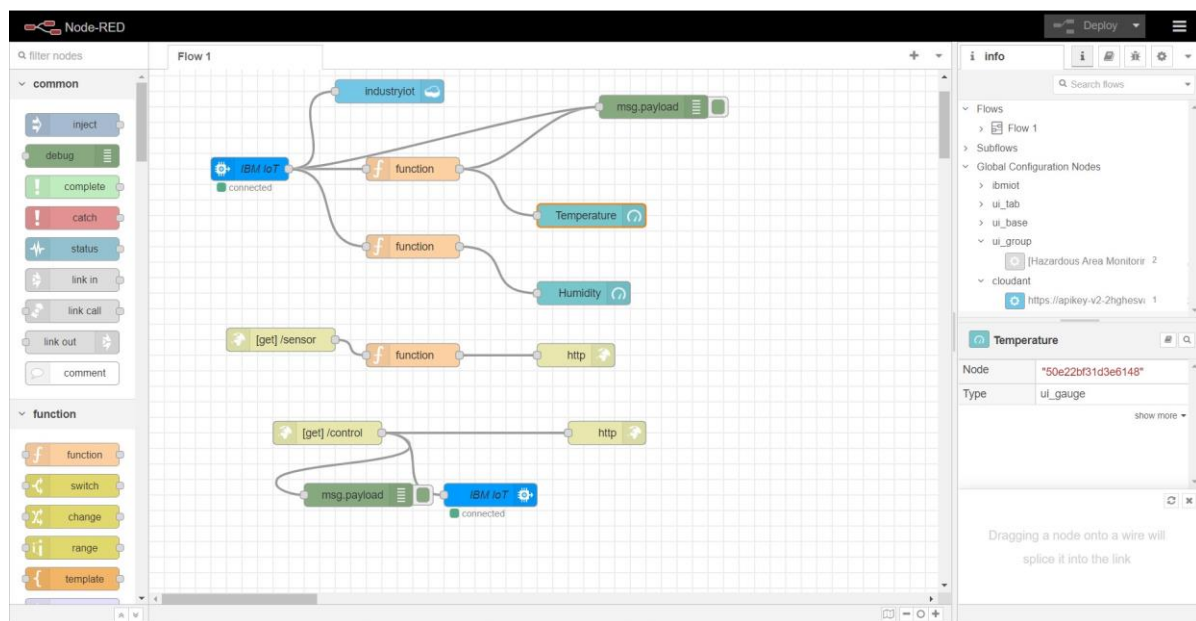 Node-RED
Deploy
filter nodes
common
inject
debug
complete
catch
status
link in
link call
link out
comment
function
function
switch
change
range
template
Flow 1
industryiot
msg.payload
IBM IoT
connected
function
Temperature
function
Humidity
[get] /sensor
function
http
[get] /control
http
msg.payload
IBM IoT
connected
i info
Search flows
Flows
Flow 1
Subflows
Global Configuration Nodes
ibmiot
ui_tab
ui_base
ui_group
[Hazardous Area Monitorir 2
cloudant
https://apikey-v2-2hghesv 1
Temperature
Node "50e22bf31d3e6148"
Type ui_gauge
show more
Dragging a node onto a wire will
splice it into the link